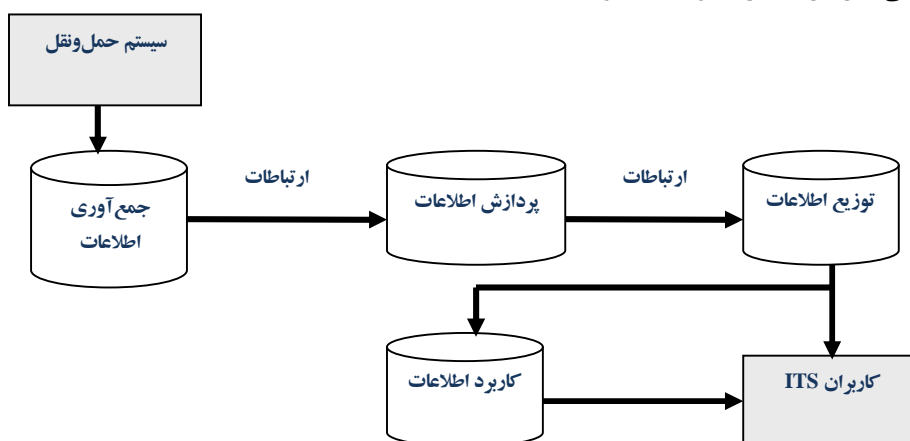 سیستم حمل‌ونقل
ارتباطات
ارتباطات
جمع‌آوری
اطلاعات
پردازش اطلاعات
توزیع اطلاعات
کاربرد اطلاعات
کاربران ITS